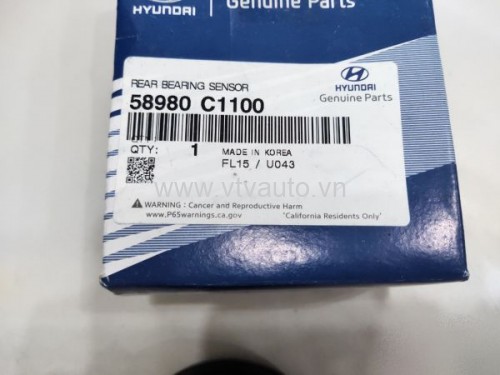 HYUNDAI
Genuine Parts
REAR BEARING SENSOR
58980 C1100
HYUNDAI
Genuine Parts
QTY: 1 MADE IN KOREA
FL15 / U043
www.vtvauto.vn
WARNING: Cancer and Reproductive Harm
www.P65warnings.ca.gov "California Residents Only"